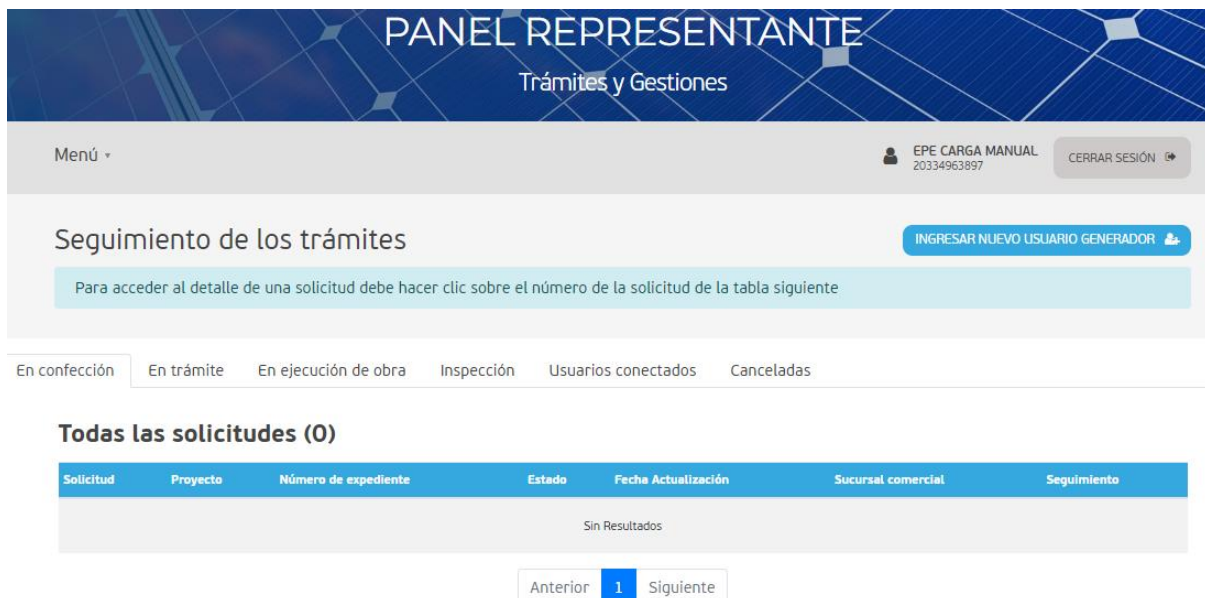 PANEL REPRESENTANTE
Trámites y Gestiones
Menú
EPE CARGA MANUAL
20334963897
CERRAR SESIÓN
Seguimiento de los trámites
INGRESAR NUEVO USUARIO GENERADOR
Para acceder al detalle de una solicitud debe hacer clic sobre el número de la solicitud de la tabla siguiente
En confección En trámite En ejecución de obra Inspección Usuarios conectados Canceladas
Todas las solicitudes (0)
Solicitud Proyecto Número de expediente Estado Fecha Actualización Sucursal comercial Seguimiento
Sin Resultados
Anterior 1 Siguiente